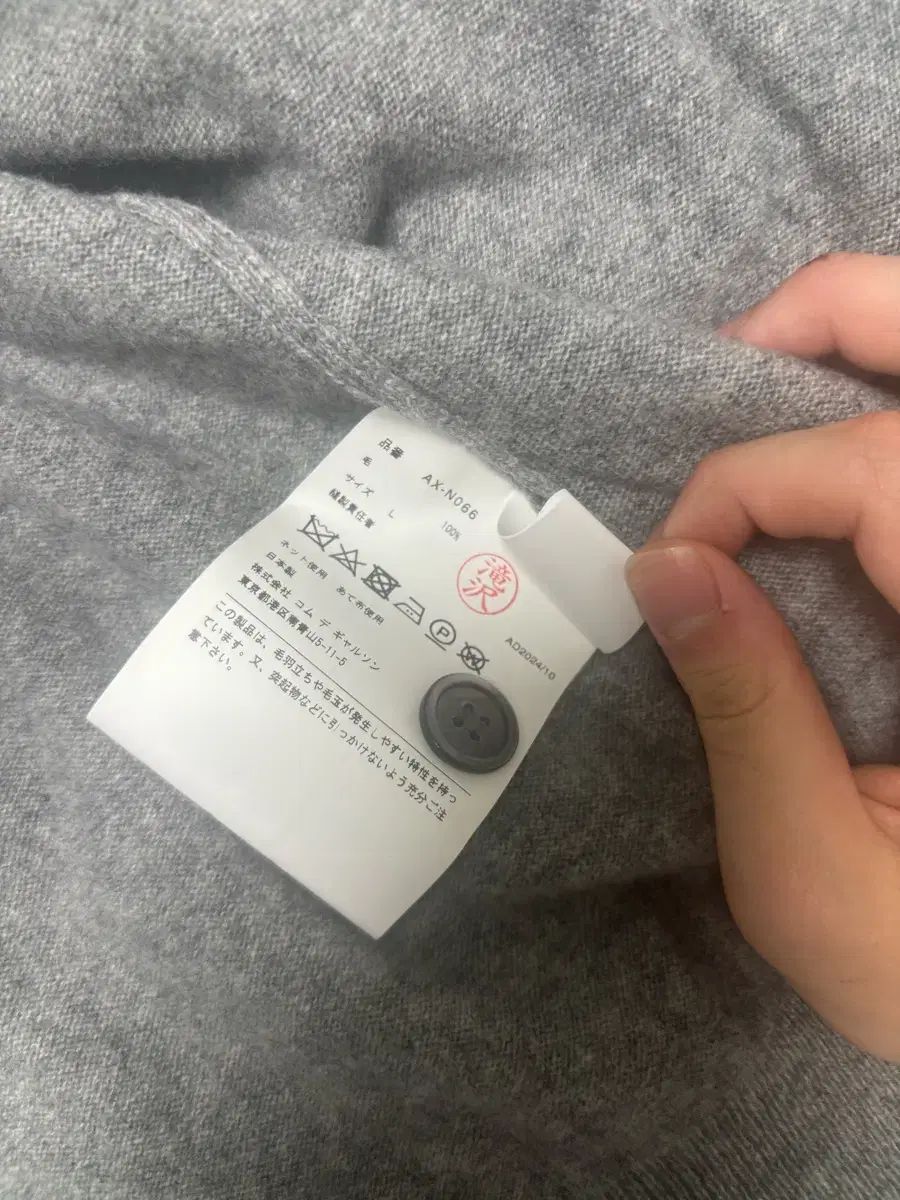 品番 AX-N066
毛 100%
サイズ L
縫製責任者
滝沢
P
W
ネット使用 あて布使用
日本製 AD2024/10
株式会社 コム デ ギャルソン
東京都港区南青山5-11-5
この製品は、毛羽立ちや毛玉が発生しやすい特性を持っ
ています。又、突起物などに引っかけないよう充分ご注
意下さい。